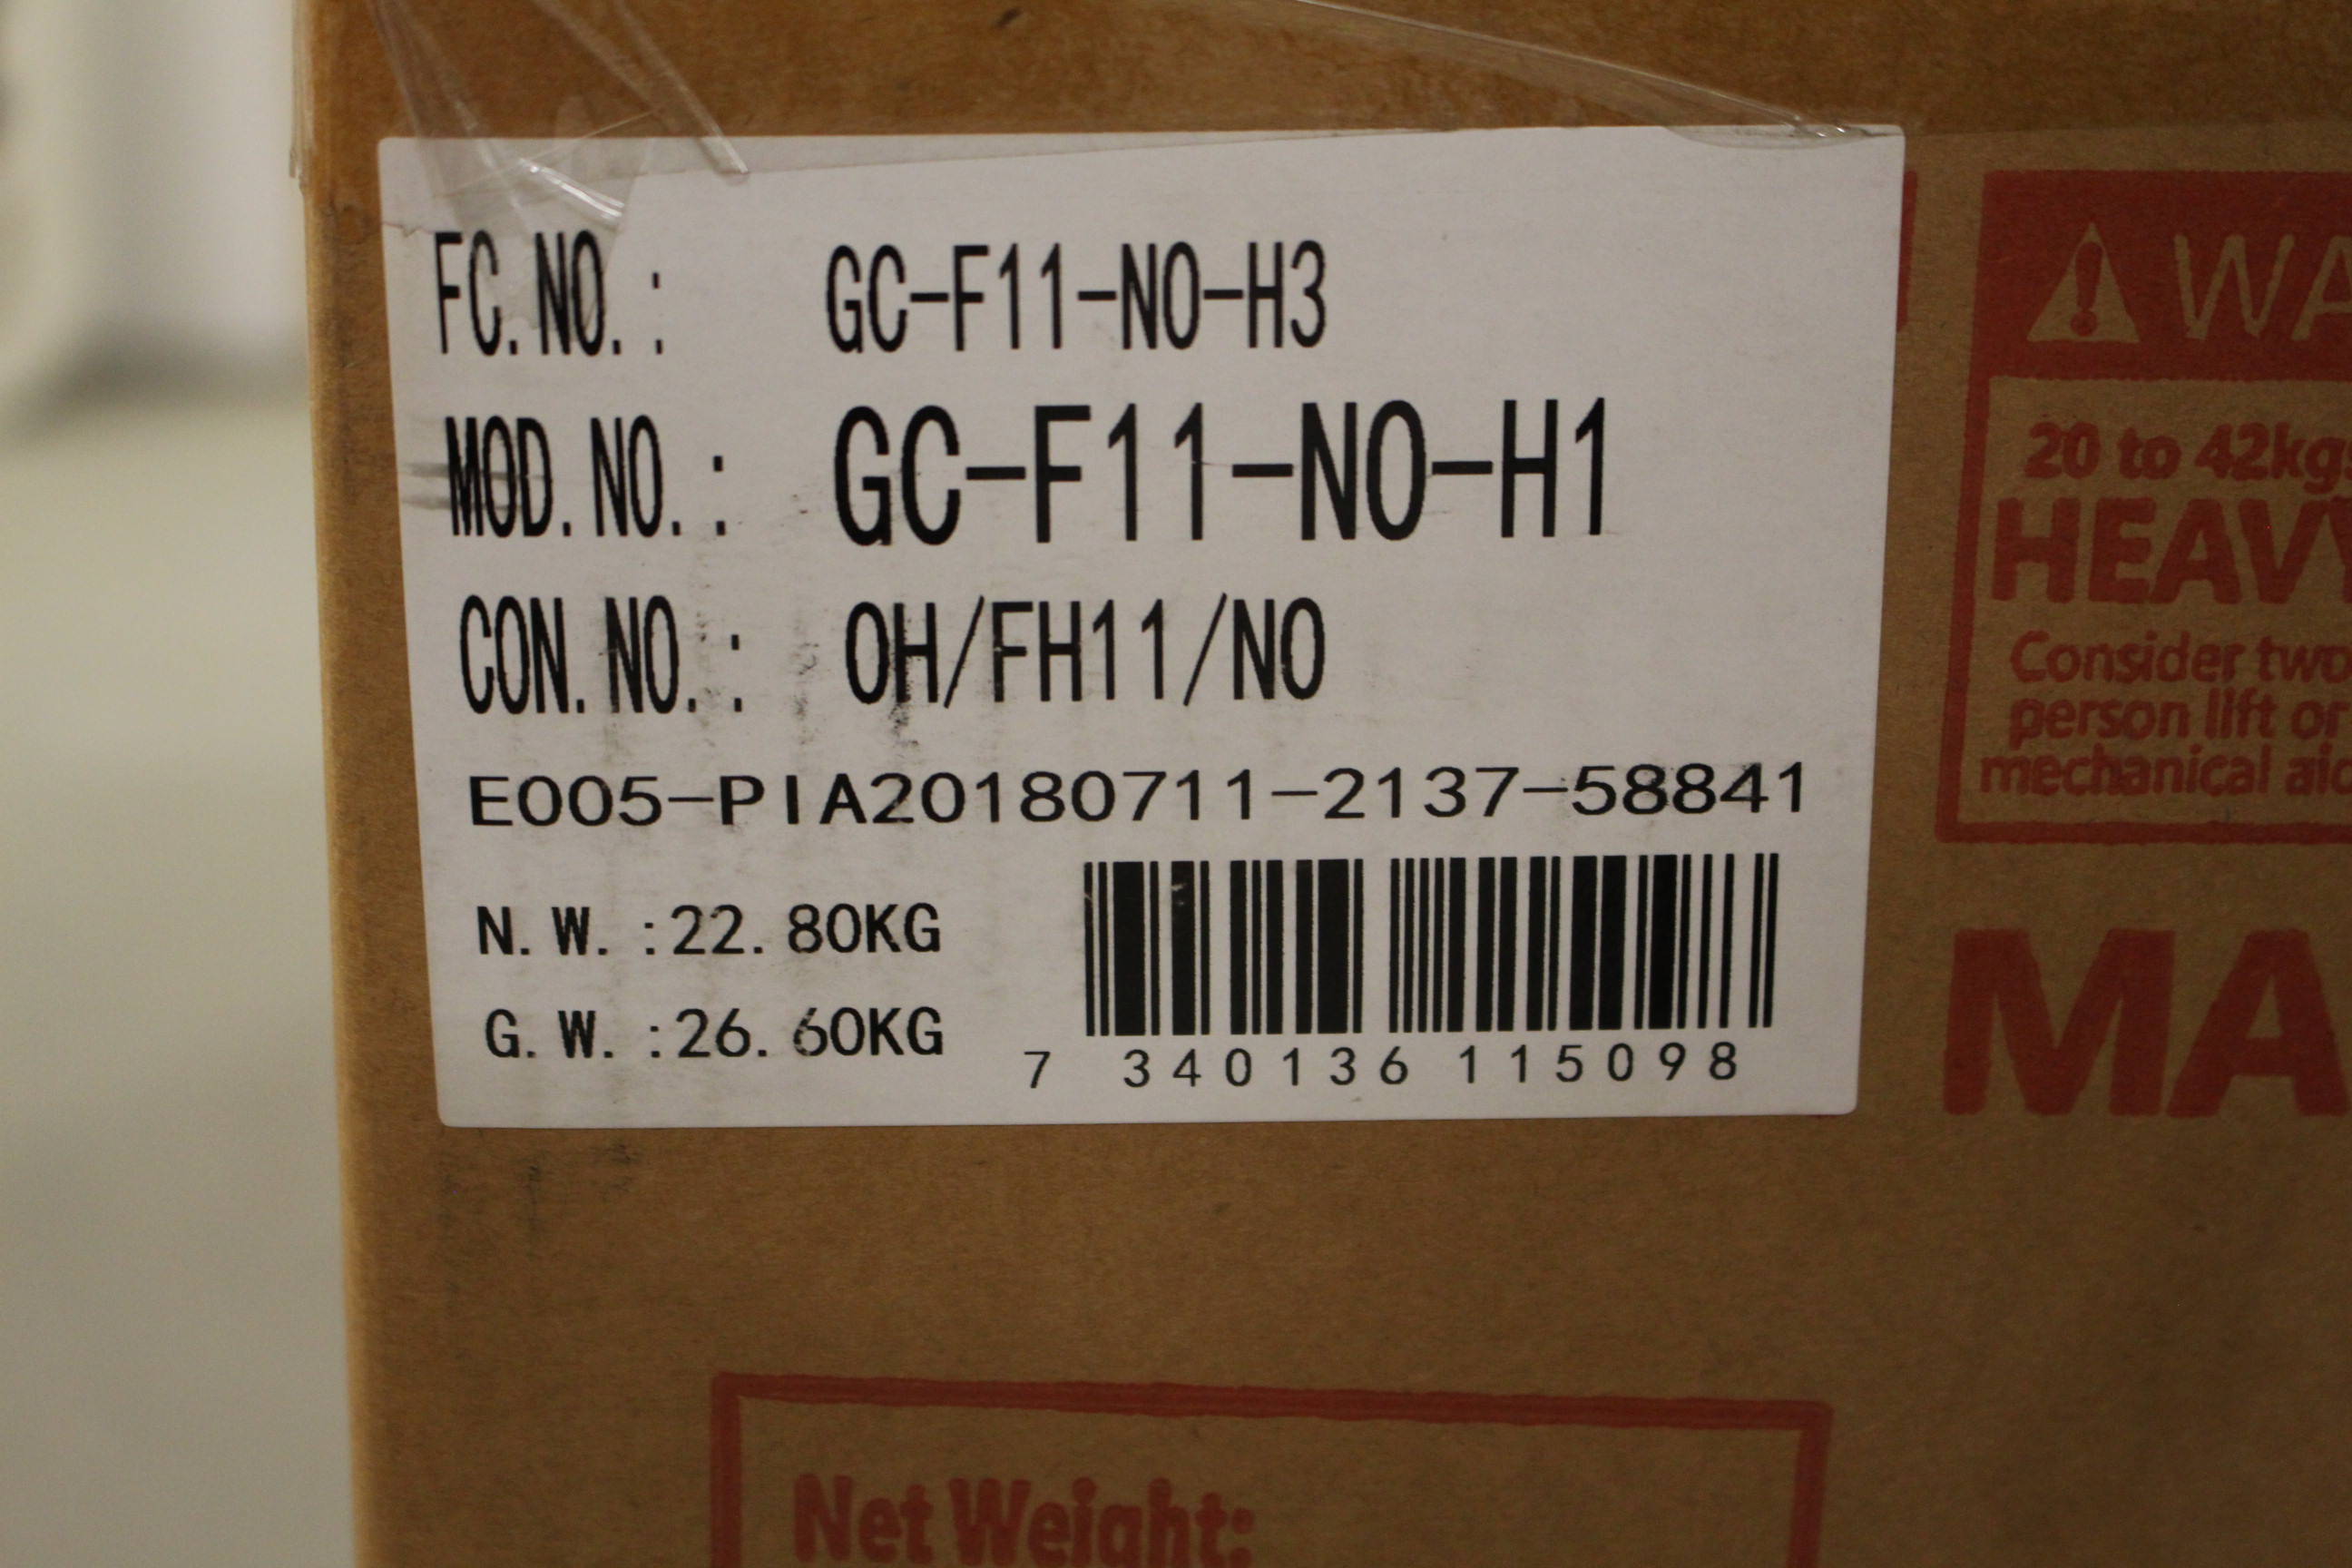 FC.NO.: GC-F11-NO-H3
MOD.NO.: GC-F11-NO-H1
CON.NO.: OH/FH11/NO
E005-PIA20180711-2137-58841
N.W.:22.80KG
G.W.:26.60KG
7 340136 115098
WA
20 to 42kgs
HEAVY
Consider two
person lift or
mechanical aid
MA
Net Weight: